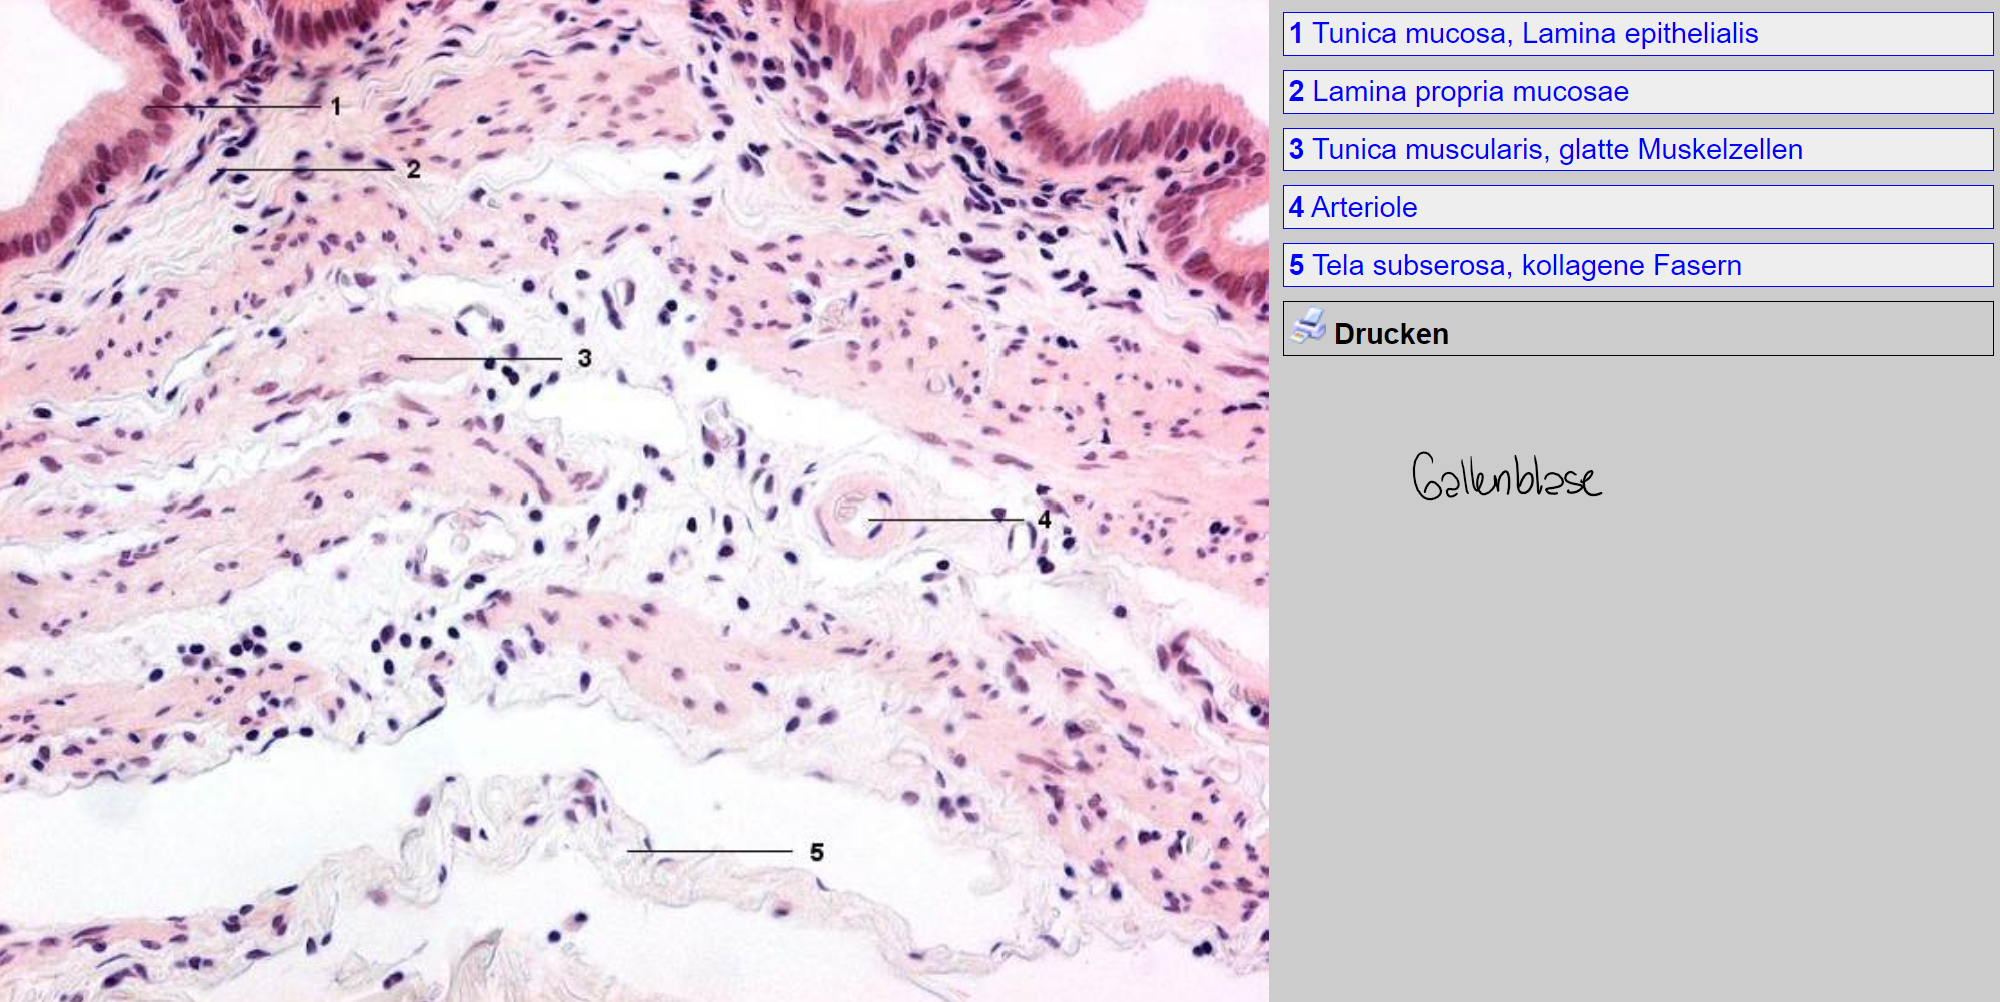 1
2
3
4
5
1 Tunica mucosa, Lamina epithelialis
2 Lamina propria mucosae
3 Tunica muscularis, glatte Muskelzellen
4 Arteriole
5 Tela subserosa, kollagene Fasern
Drucken
Gallenblase